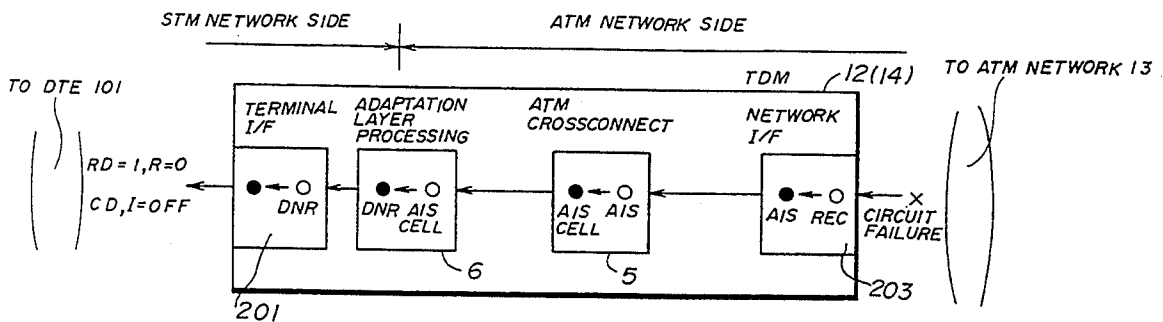 STM NETWORK SIDE
ATM NETWORK SIDE
TO DTE 101
TDM
12(14)
TO ATM NETWORK 13
TERMINAL
I/F
ADAPTATION
LAYER
PROCESSING
ATM
CROSSCONNECT
NETWORK
I/F
RD=1, R=0
CD, I=OFF
DNR
DNR
AIS
CELL
AIS
CELL
AIS
AIS
REC
×
CIRCUIT
FAILURE
201
6
5
203